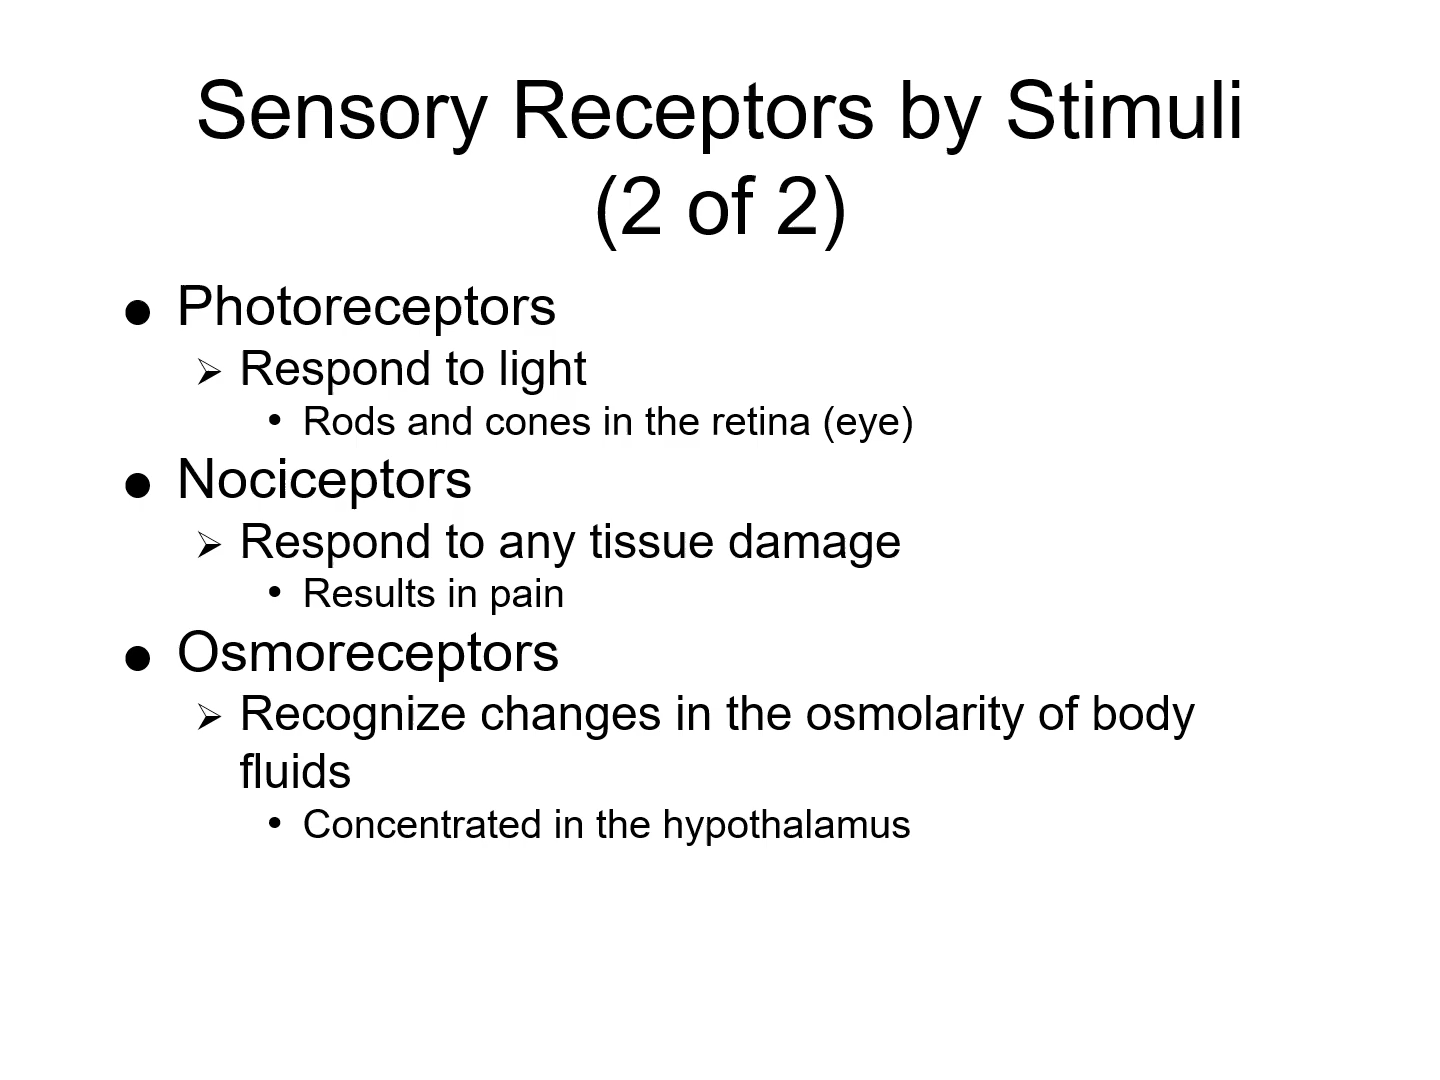 Sensory Receptors by Stimuli
(2 of 2)
● Photoreceptors
➢ Respond to light
• Rods and cones in the retina (eye)
● Nociceptors
➢ Respond to any tissue damage
• Results in pain
● Osmoreceptors
➢ Recognize changes in the osmolarity of body
fluids
• Concentrated in the hypothalamus